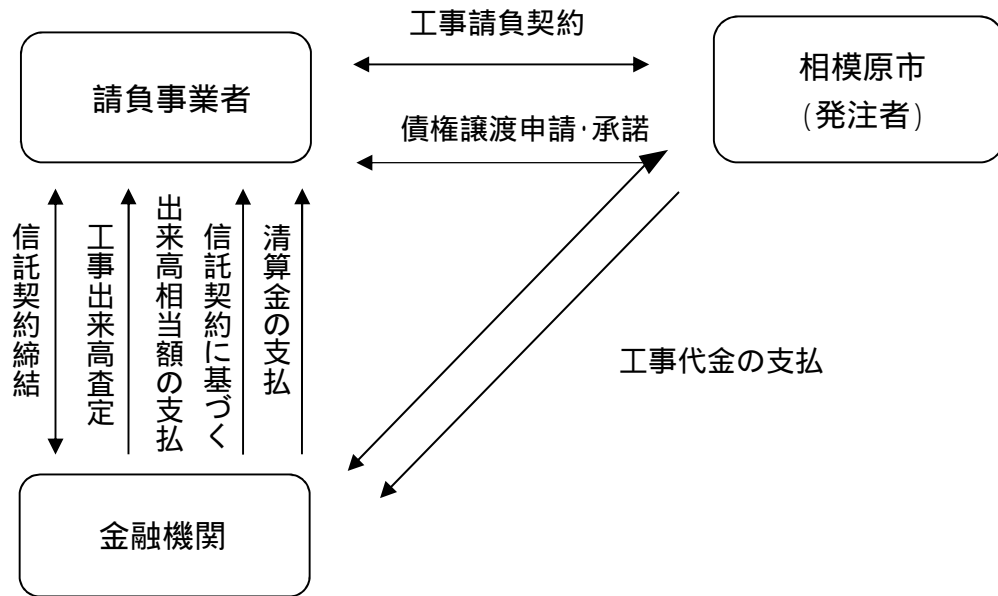 工事請負契約
請負事業者
相模原市
(発注者)
債権譲渡申請・承諾
信託契約締結
工事出来高査定
信託契約に基づく
出来高相当額の支払
清算金の支払
工事代金の支払
金融機関